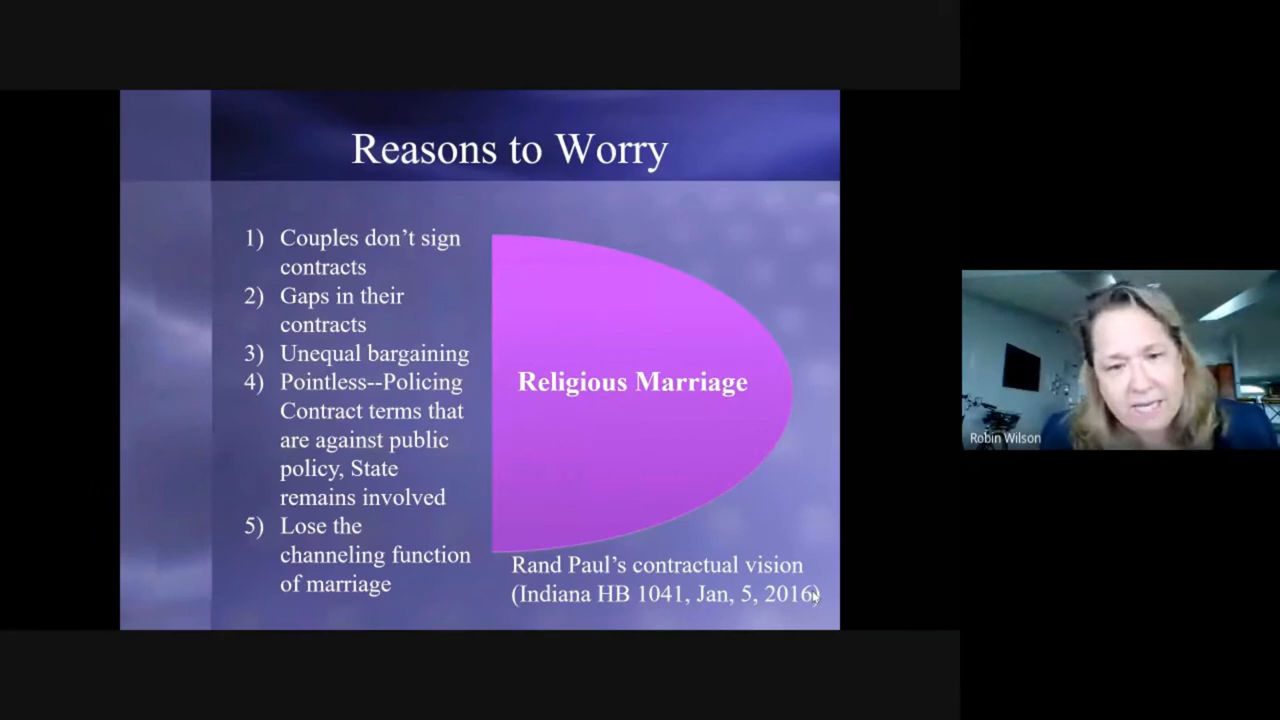 Reasons to Worry
1) Couples don’t sign
contracts
2) Gaps in their
contracts
3) Unequal bargaining
4) Pointless--Policing
Contract terms that
are against public
policy, State
remains involved
5) Lose the
channeling function
of marriage
Religious Marriage
Rand Paul’s contractual vision
(Indiana HB 1041, Jan, 5, 2016)
Robin Wilson